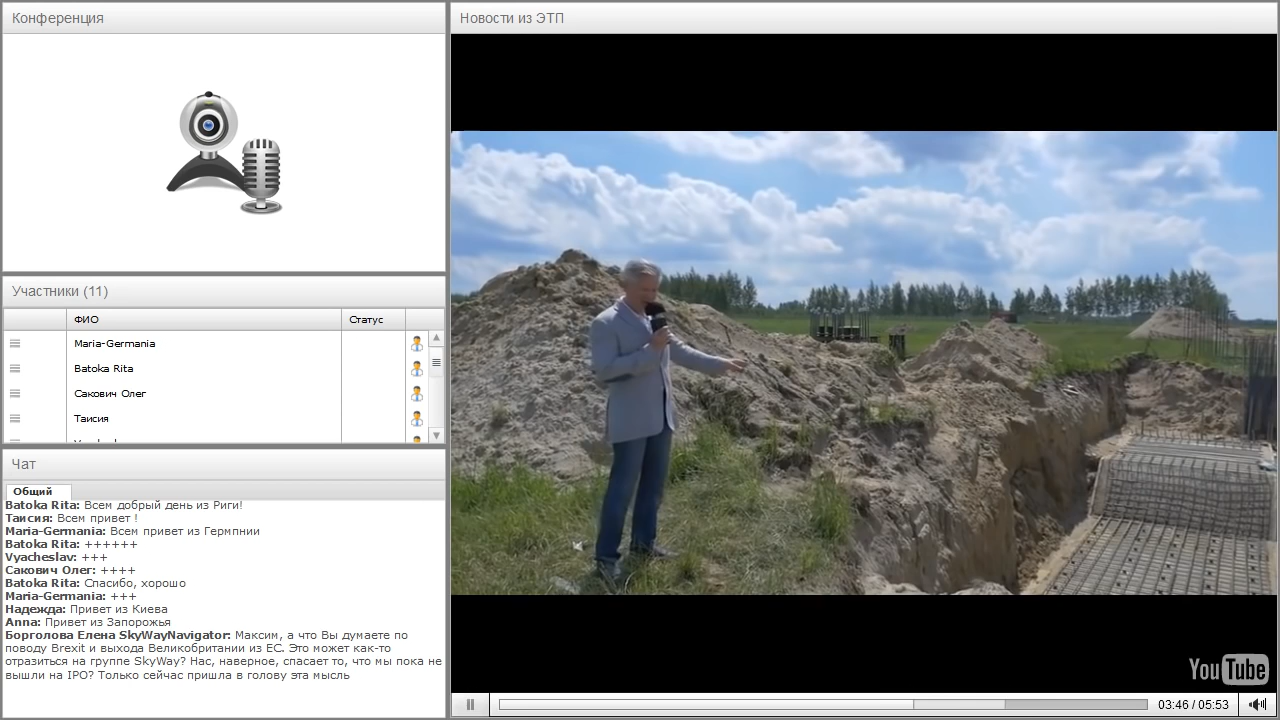 Конференция
Новости из ЭТП
Участники (11)
ФИО
Статус
Maria-Germania
Batoka Rita
Сакович Олег
Таисия
Чат
Общий
Batoka Rita: Всем добрый день из Риги!
Таисия: Всем привет !
Maria-Germania: Всем привет из Гермпнии
Batoka Rita: ++++++
Vyacheslav: +++
Сакович Олег: ++++
Batoka Rita: Спасибо, хорошо
Maria-Germania: +++
Надежда: Привет из Киева
Anna: Привет из Запорожья
Борголова Елена SkyWayNavigator: Максим, а что Вы думаете по
поводу Brexit и выхода Великобритании из ЕС. Это может как-то
отразиться на группе SkyWay? Нас, наверное, спасает то, что мы пока не
вышли на IPO? Только сейчас пришла в голову эта мысль
YouTube
03:46 / 05:53